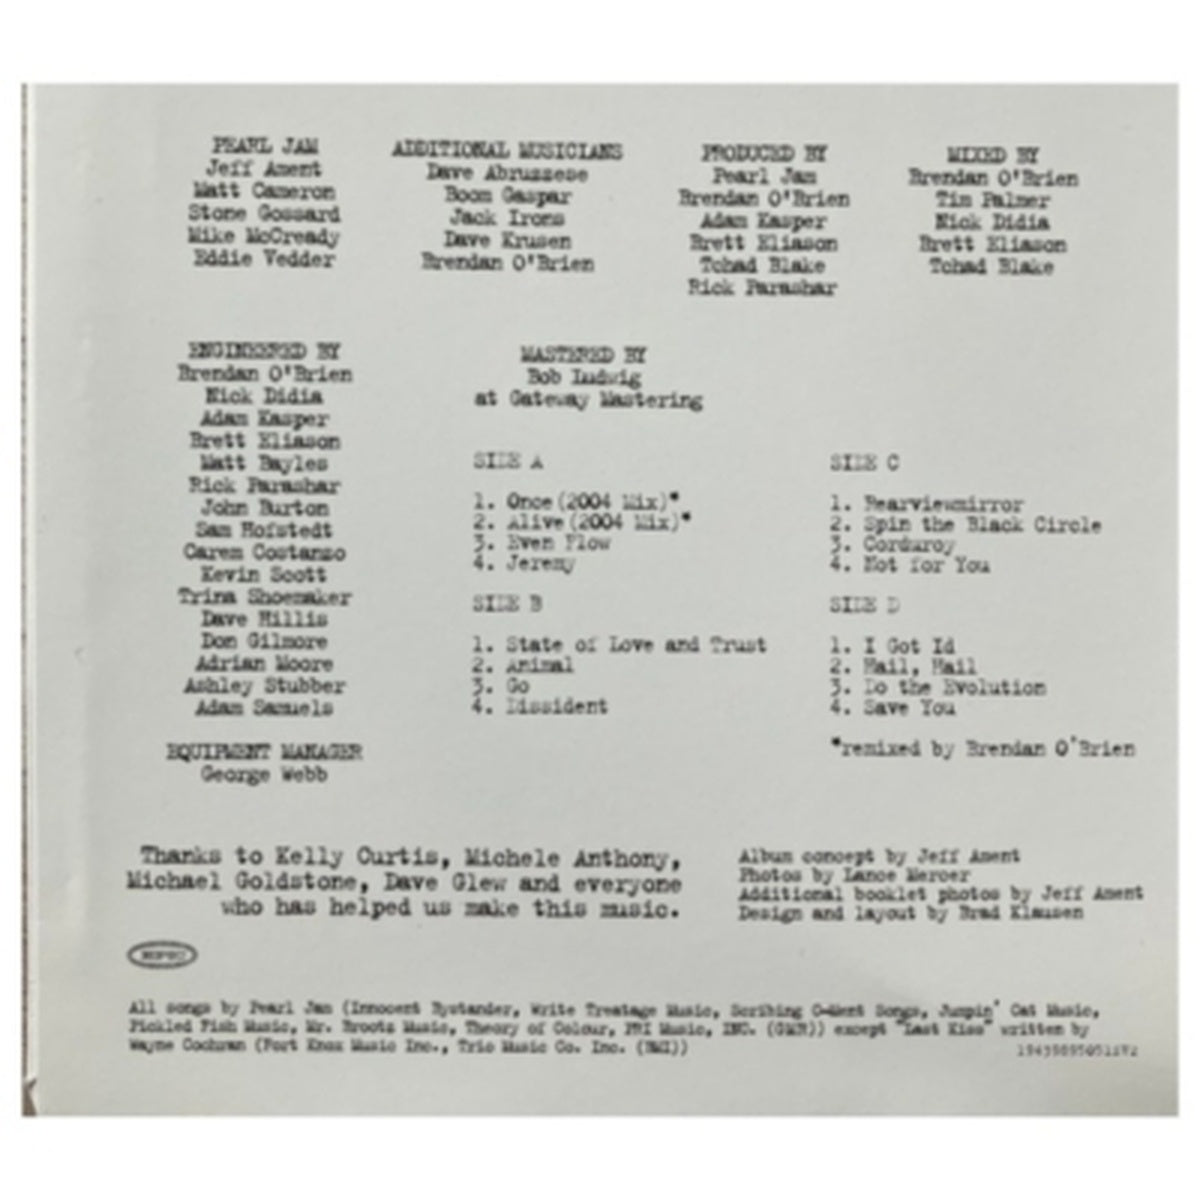 PEARL JAM
Jeff Ament
Matt Cameron
Stone Gossard
Mike McCready
Eddie Vedder
ADDITIONAL MUSICIANS
Dave Abruzzese
Boom Gaspar
Jack Irons
Dave Krusen
Brendan O'Brien
PRODUCED BY
Pearl Jam
Brendan O'Brien
Adam Kasper
Brett Eliason
Tchad Blake
Rick Parashar
MIXED BY
Brendan O'Brien
Tim Palmer
Nick Didia
Brett Eliason
Tchad Blake
ENGINEERED BY
Brendan O'Brien
Nick Didia
Adam Kasper
Brett Eliason
Matt Bayles
Rick Parashar
John Burton
Sam Hofstedt
Carem Costanzo
Kevin Scott
Trina Shoemaker
Dave Hillis
Don Gilmore
Adrian Moore
Ashley Stubber
Adam Samuels
EQUIPMENT MANAGER
George Webb
MASTERED BY
Bob Ludwig
at Gateway Mastering
SIDE A
1. Once (2004 Mix)*
2. Alive (2004 Mix)*
3. Even Flow
4. Jeremy
SIDE B
1. State of Love and Trust
2. Animal
3. Go
4. Dissident
SIDE C
1. Rearviewmirror
2. Spin the Black Circle
3. Corduroy
4. Not for You
SIDE D
1. I Got Id
2. Hail, Hail
3. Do the Evolution
4. Save You
*remixed by Brendan O'Brien
Thanks to Kelly Curtis, Michele Anthony,
Michael Goldstone, Dave Glew and everyone
who has helped us make this music.
Album concept by Jeff Ament
Photos by Lance Mercer
Additional booklet photos by Jeff Ament
Design and layout by Brad Klausen
epic
All songs by Pearl Jam (Innocent Bystander, Write Treatage Music, Scribing C-Ment Songs, Jumpin' Cat Music,
Pickled Fish Music, Mr. Brootz Music, Theory of Colour, PRI Music, INC. (GMR)) except "Last Kiss" written by
Wayne Cochran (Fort Knox Music Inc., Trio Music Co. Inc. (BMI))